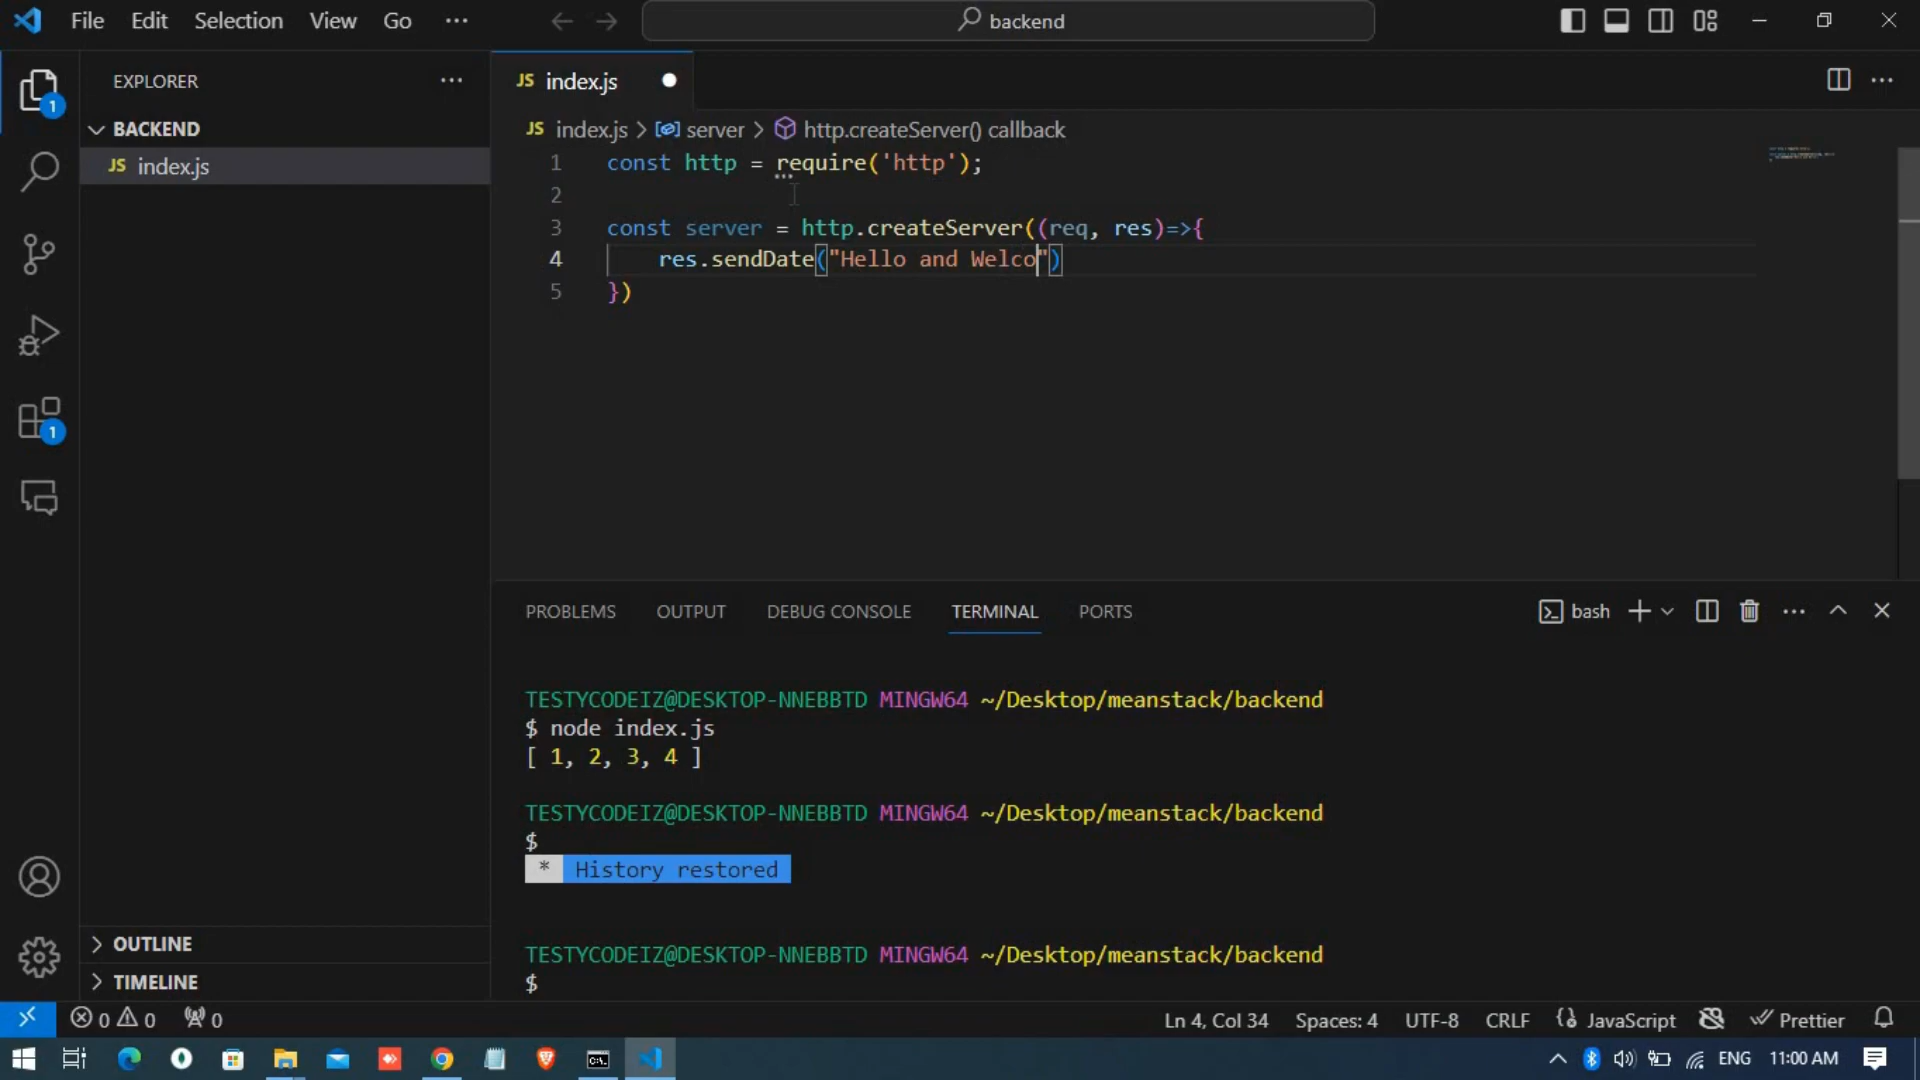 File Edit Selection View Go ··· backend
EXPLORER ···
BACKEND
JS index.js
1
1
OUTLINE
TIMELINE
JS index.js
JS index.js > server > http.createServer() callback
1 const http = require('http');
2
3 const server = http.createServer((req, res)=>{
4 res.sendDate("Hello and Welco")
5 })
PROBLEMS OUTPUT DEBUG CONSOLE TERMINAL PORTS bash
TESTYCODEIZ@DESKTOP-NNEBBTD MINGW64 ~/Desktop/meanstack/backend
$ node index.js
[ 1, 2, 3, 4 ]
TESTYCODEIZ@DESKTOP-NNEBBTD MINGW64 ~/Desktop/meanstack/backend
$
* History restored
TESTYCODEIZ@DESKTOP-NNEBBTD MINGW64 ~/Desktop/meanstack/backend
$
0 0 0 Ln 4, Col 34 Spaces: 4 UTF-8 CRLF JavaScript Prettier
ENG 11:00 AM